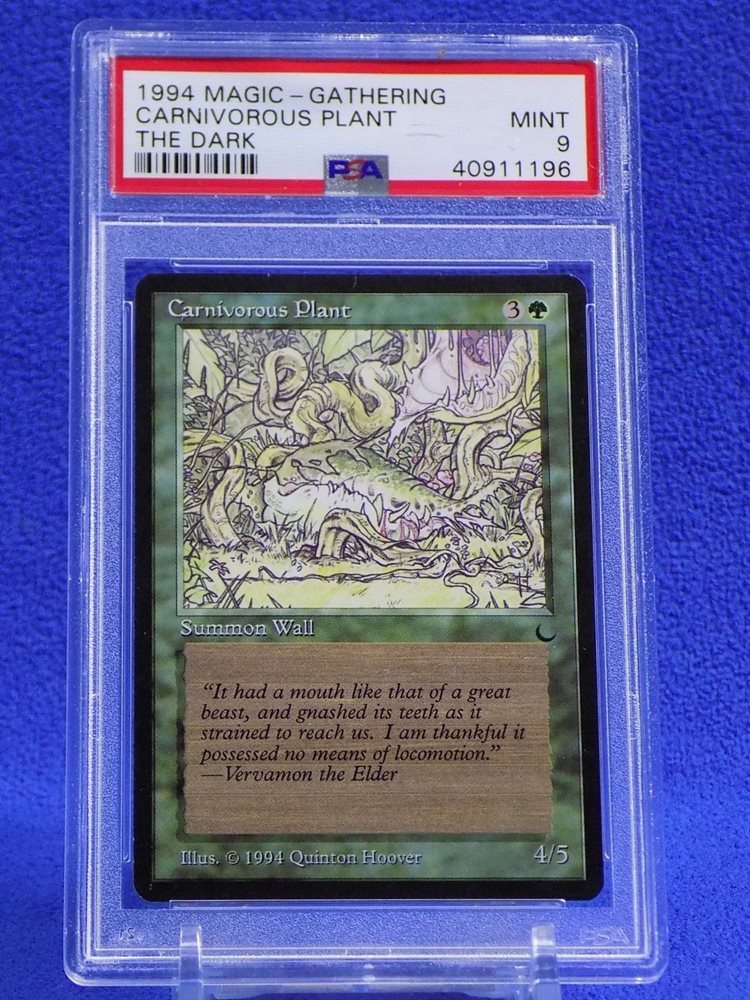 1994 MAGIC - GATHERING
CARNIVOROUS PLANT MINT
THE DARK 9
PSA 40911196
Carnivorous Plant 3
Summon Wall
"It had a mouth like that of a great
beast, and gnashed its teeth as it
strained to reach us. I am thankful it
possessed no means of locomotion."
—Vervamon the Elder
Illus. © 1994 Quinton Hoover 4/5
PSA